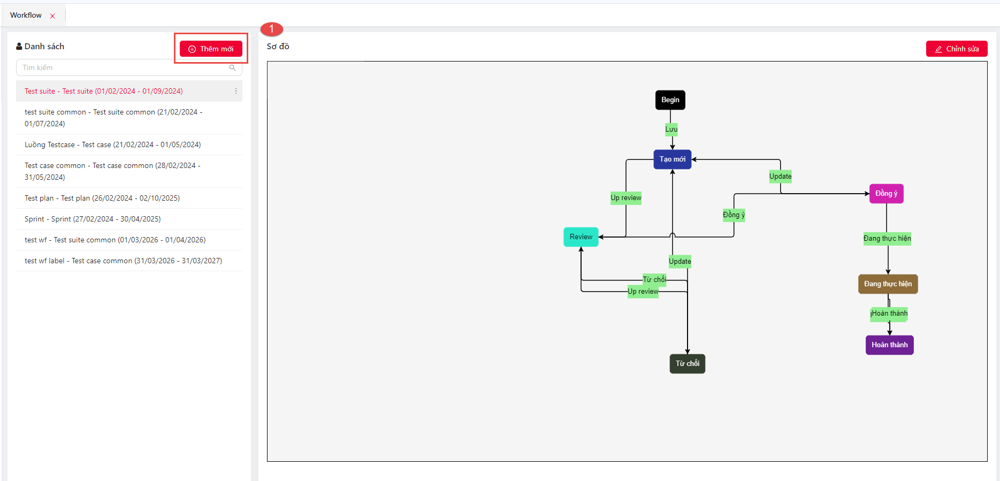 Workflow
1
Danh sách
Thêm mới
Tìm kiếm
Test suite - Test suite (01/02/2024 - 01/09/2024)
test suite common - Test suite common (21/02/2024 -
01/07/2024)
Luồng Testcase - Test case (21/02/2024 - 01/05/2024)
Test case common - Test case common (28/02/2024 -
31/05/2024)
Test plan - Test plan (26/02/2024 - 02/10/2025)
Sprint - Sprint (27/02/2024 - 30/04/2025)
test wf - Test suite common (01/03/2026 - 01/04/2026)
test wf label - Test case common (31/03/2026 - 31/03/2027)
Sơ đồ
Chỉnh sửa
Begin
Lưu
Tạo mới
Update
Đồng ý
Up review
Đồng ý
Review
Đang thực hiện
Update
Từ chối
Up review
Đang thực hiện
Hoàn thành
Hoàn thành
Từ chối